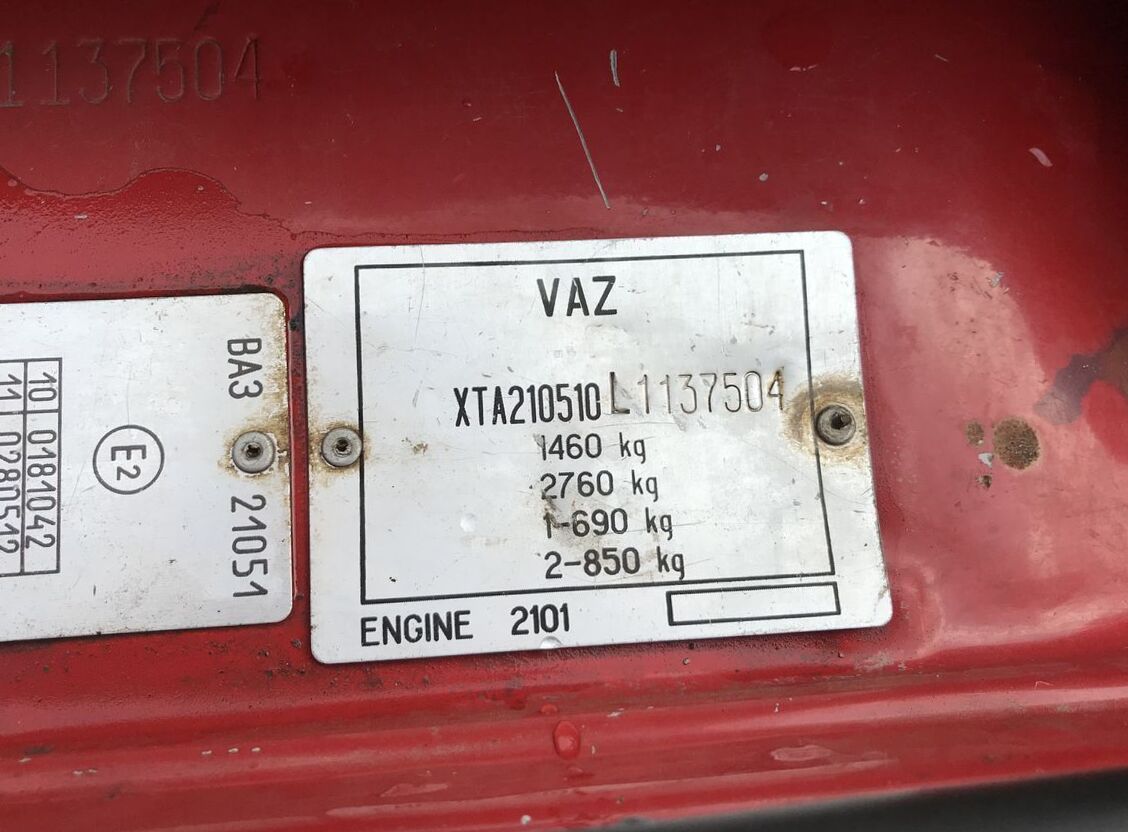 1137504
VAZ
XTA210510L1137504
1460 kg
2760 kg
1-690 kg
2-850 kg
ENGINE 2101
ВАЗ 21051
E2
10 0181042
11 0280512